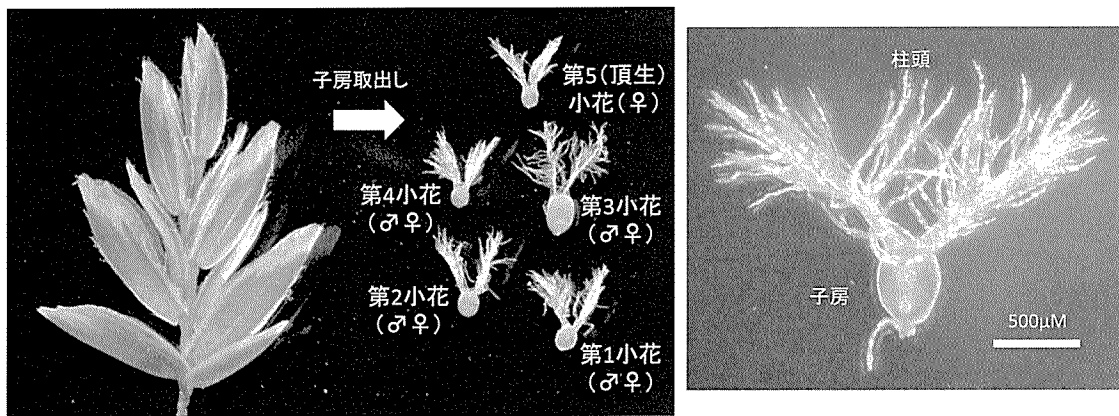 子房取出し
第5(頂生)
小花(♀)
第4小花
(♂♀)
第3小花
(♂♀)
第2小花
(♂♀)
第1小花
(♂♀)
柱頭
子房
500μM